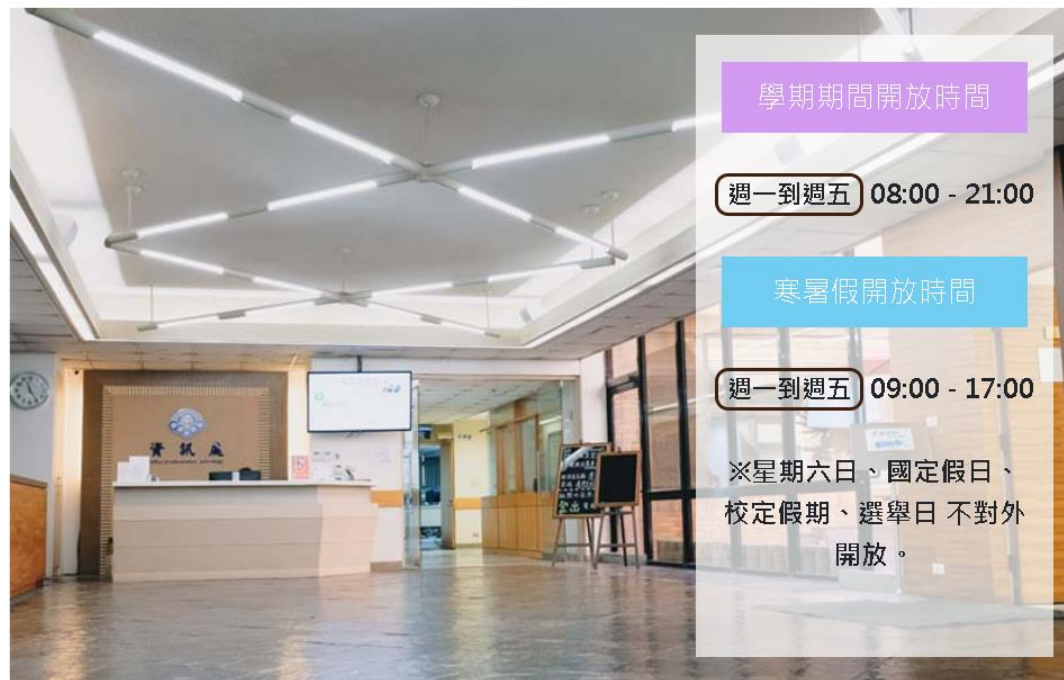 學期期間開放時間
週一到週五 08:00 - 21:00
寒暑假開放時間
週一到週五 09:00 - 17:00
※星期六日、國定假日、
校定假期、選舉日 不對外
開放。
資訊處